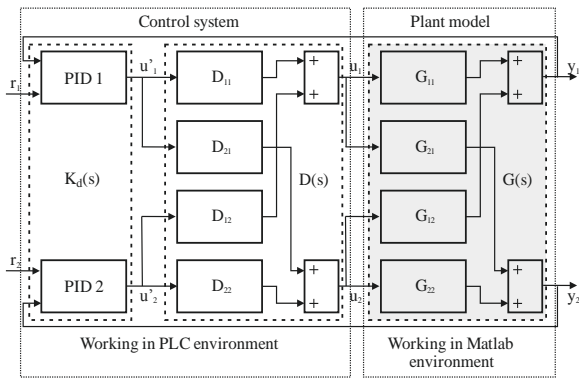 Control system
Plant model
r₁
PID 1
u'₁
D₁₁
+
+
u₁
G₁₁
+
+
y₁
D₂₁
G₂₁
K_d(s)
D(s)
G(s)
D₁₂
G₁₂
r₂
PID 2
u'₂
D₂₂
+
+
u₂
G₂₂
+
+
y₂
Working in PLC environment
Working in Matlab
environment